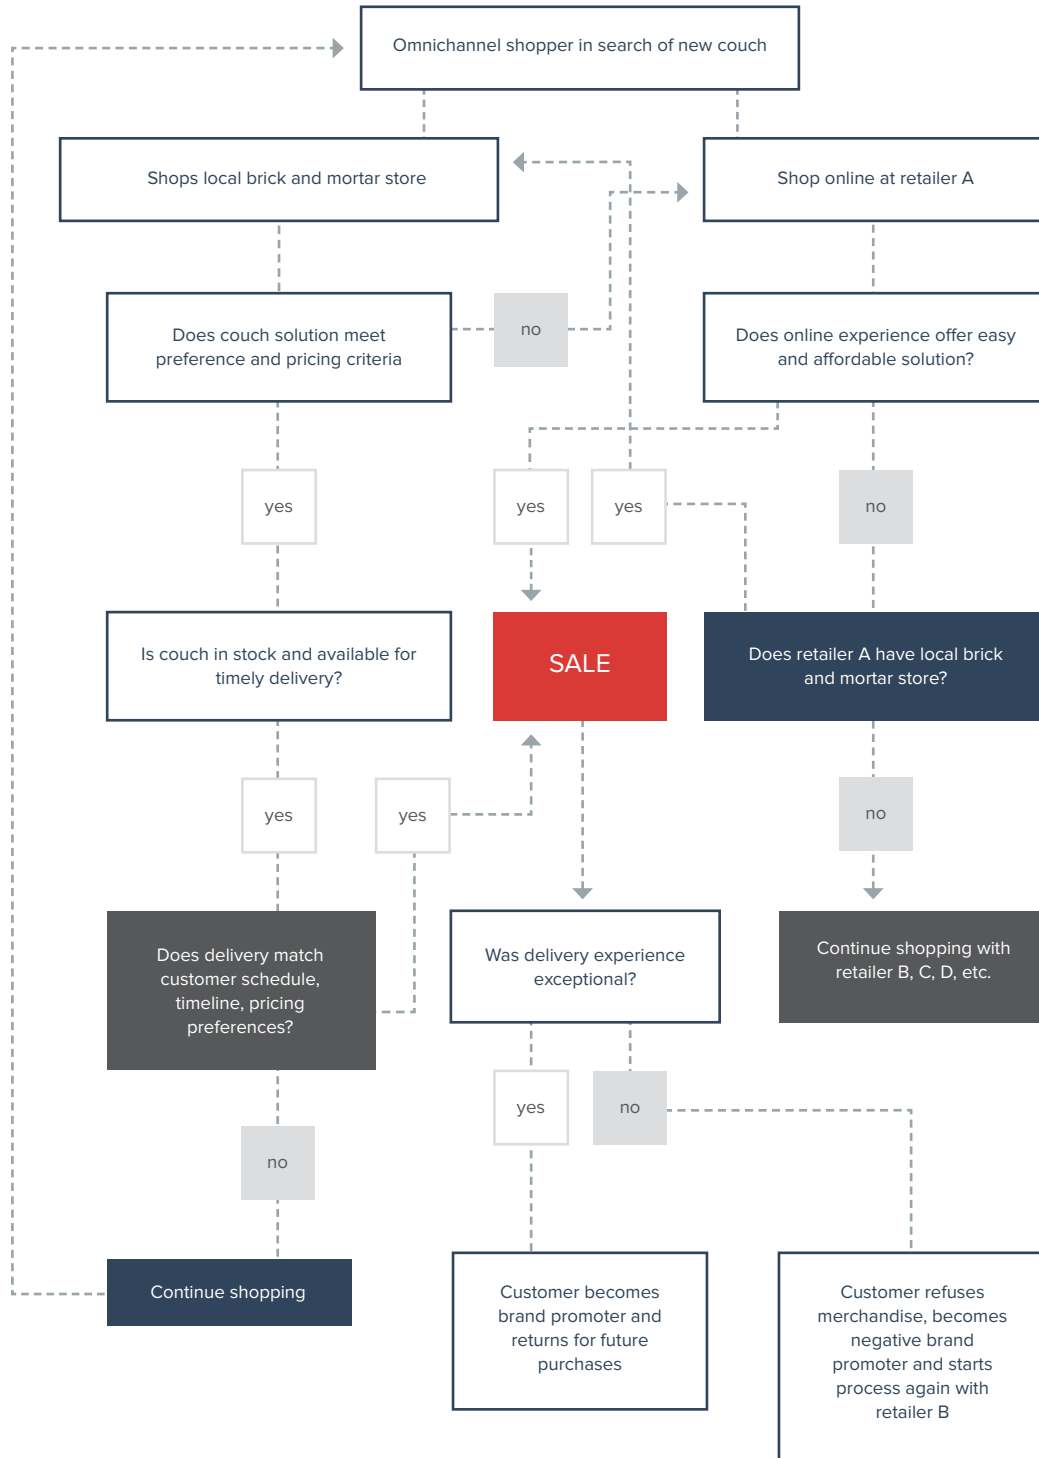 Omnichannel shopper in search of new couch
Shops local brick and mortar store
Shop online at retailer A
Does couch solution meet
preference and pricing criteria
no
Does online experience offer easy
and affordable solution?
yes
yes
yes
no
Is couch in stock and available for
timely delivery?
SALE
Does retailer A have local brick
and mortar store?
yes
yes
no
Does delivery match
customer schedule,
timeline, pricing
preferences?
Was delivery experience
exceptional?
Continue shopping with
retailer B, C, D, etc.
no
yes
no
Continue shopping
Customer becomes
brand promoter and
returns for future
purchases
Customer refuses
merchandise, becomes
negative brand
promoter and starts
process again with
retailer B